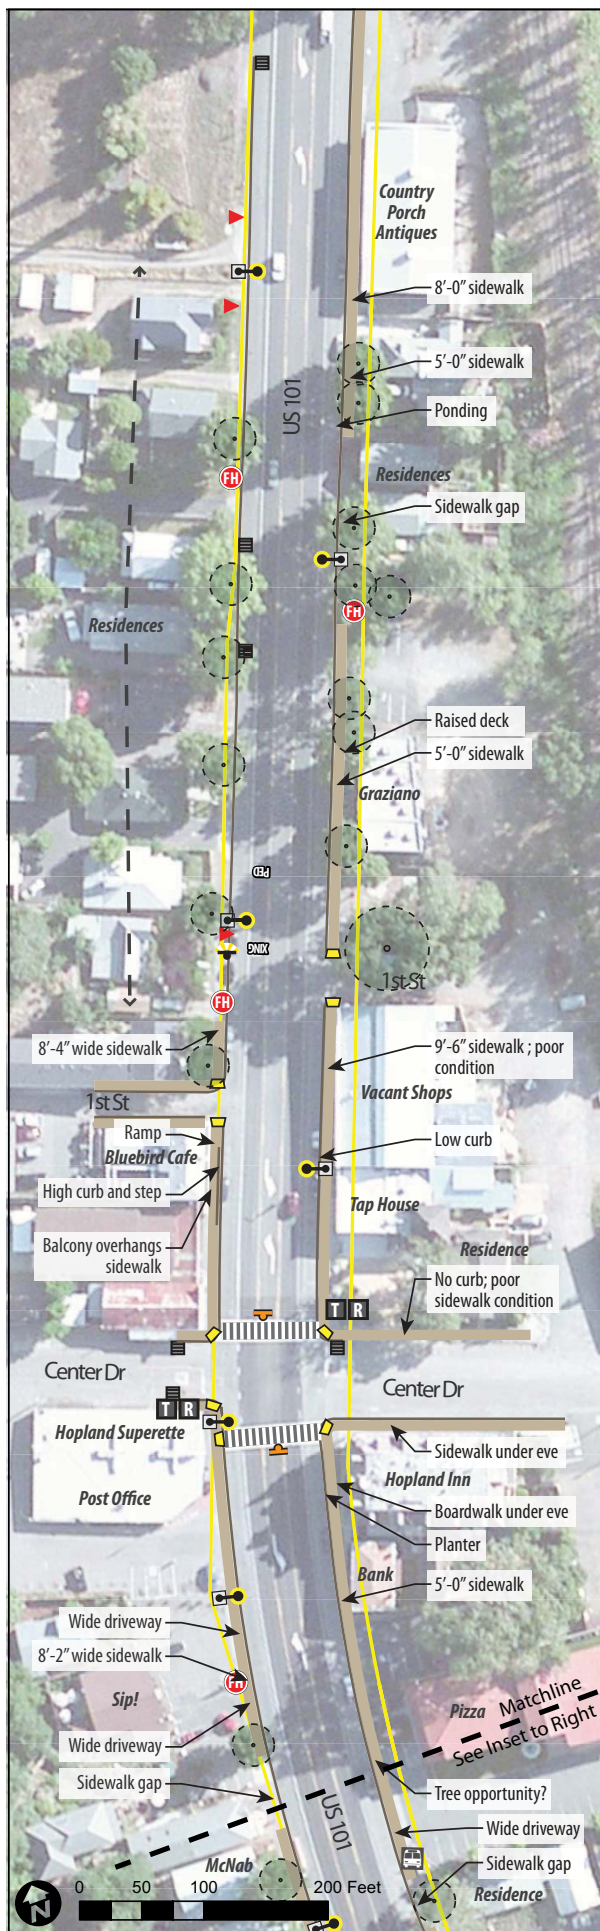 Country
Porch
Antiques
8'-0" sidewalk
5'-0" sidewalk
US 101
Ponding
Residences
FH
Sidewalk gap
FH
Residences
Raised deck
5'-0" sidewalk
Graziano
PED
XING
1st St
FH
8'-4" wide sidewalk
9'-6" sidewalk ; poor
condition
1st St
Vacant Shops
Ramp
Bluebird Cafe
Low curb
High curb and step
Tap House
Balcony overhangs
sidewalk
Residence
No curb; poor
sidewalk condition
T R
Center Dr
Center Dr
T R
Hopland Superette
Sidewalk under eve
Hopland Inn
Post Office
Boardwalk under eve
Planter
Bank
5'-0" sidewalk
Wide driveway
8'-2" wide sidewalk
FH
Sip!
Pizza
Matchline
See Inset to Right
Wide driveway
Sidewalk gap
Tree opportunity?
US 101
Wide driveway
McNab
Sidewalk gap
Residence
N
0 50 100 200 Feet